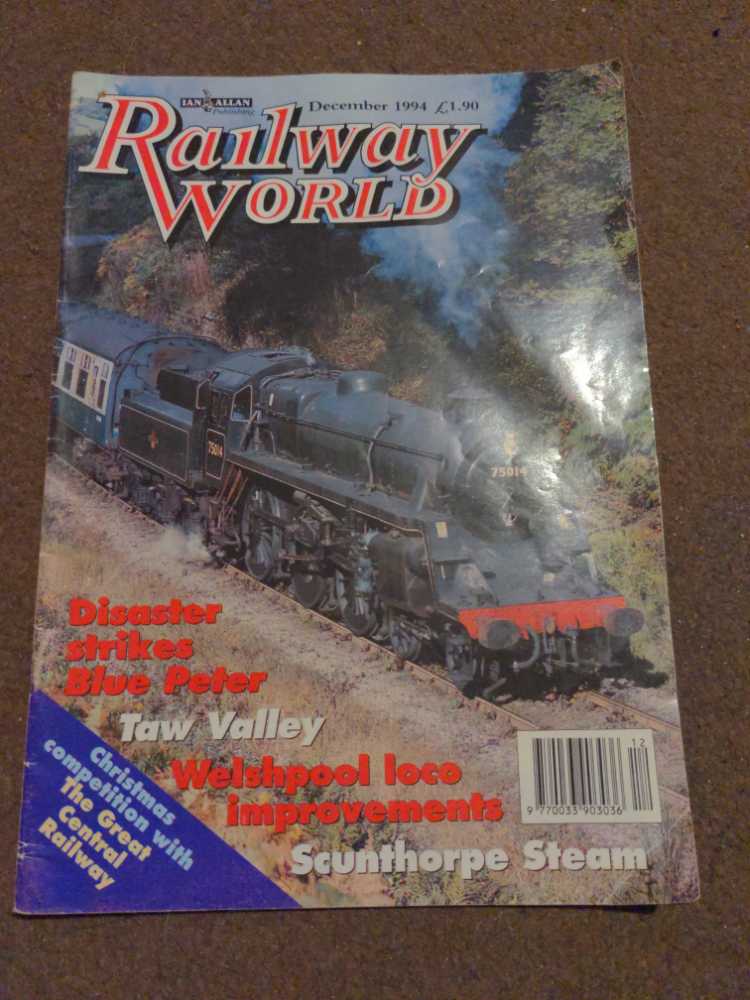 IAN ALLAN
Publishing
December 1994 £1.90
Railway
WORLD
75014
75014
Disaster
strikes
Blue Peter
Taw Valley
Welshpool loco
improvements
Scunthorpe Steam
Christmas
competition with
The Great
Central
Railway
12
9 770033 903036